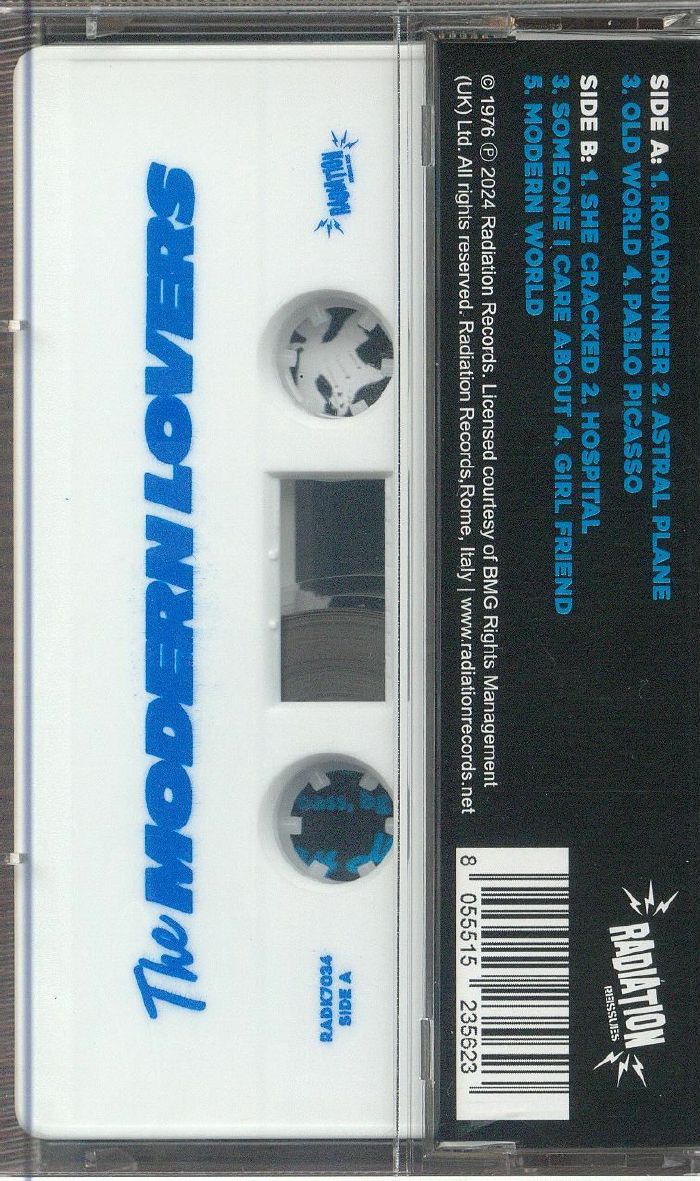 SIDE A: 1. ROADRUNNER 2. ASTRAL PLANE
3. OLD WORLD 4. PABLO PICASSO
SIDE B: 1. SHE CRACKED 2. HOSPITAL
3. SOMEONE I CARE ABOUT 4. GIRL FRIEND
5. MODERN WORLD
© 1976 ℗ 2024 Radiation Records. Licensed courtesy of BMG Rights Management
(UK) Ltd. All rights reserved. Radiation Records,Rome, Italy | www.radiationrecords.net
RADIATION
REISSUES
8 055515 235623
RADIATION
The MODERN LOVERS
RADK7034
SIDE A